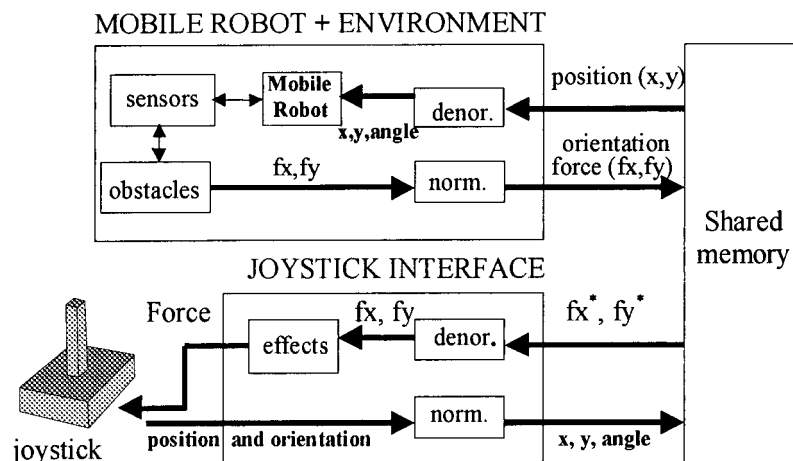 MOBILE ROBOT + ENVIRONMENT
sensors
Mobile
Robot
denor.
x,y,angle
position (x,y)
orientation
force (fx,fy)
obstacles
fx,fy
norm.
Shared
memory
JOYSTICK INTERFACE
Force
effects
fx, fy
denor.
fx*, fy*
joystick
position and orientation
norm.
x, y, angle